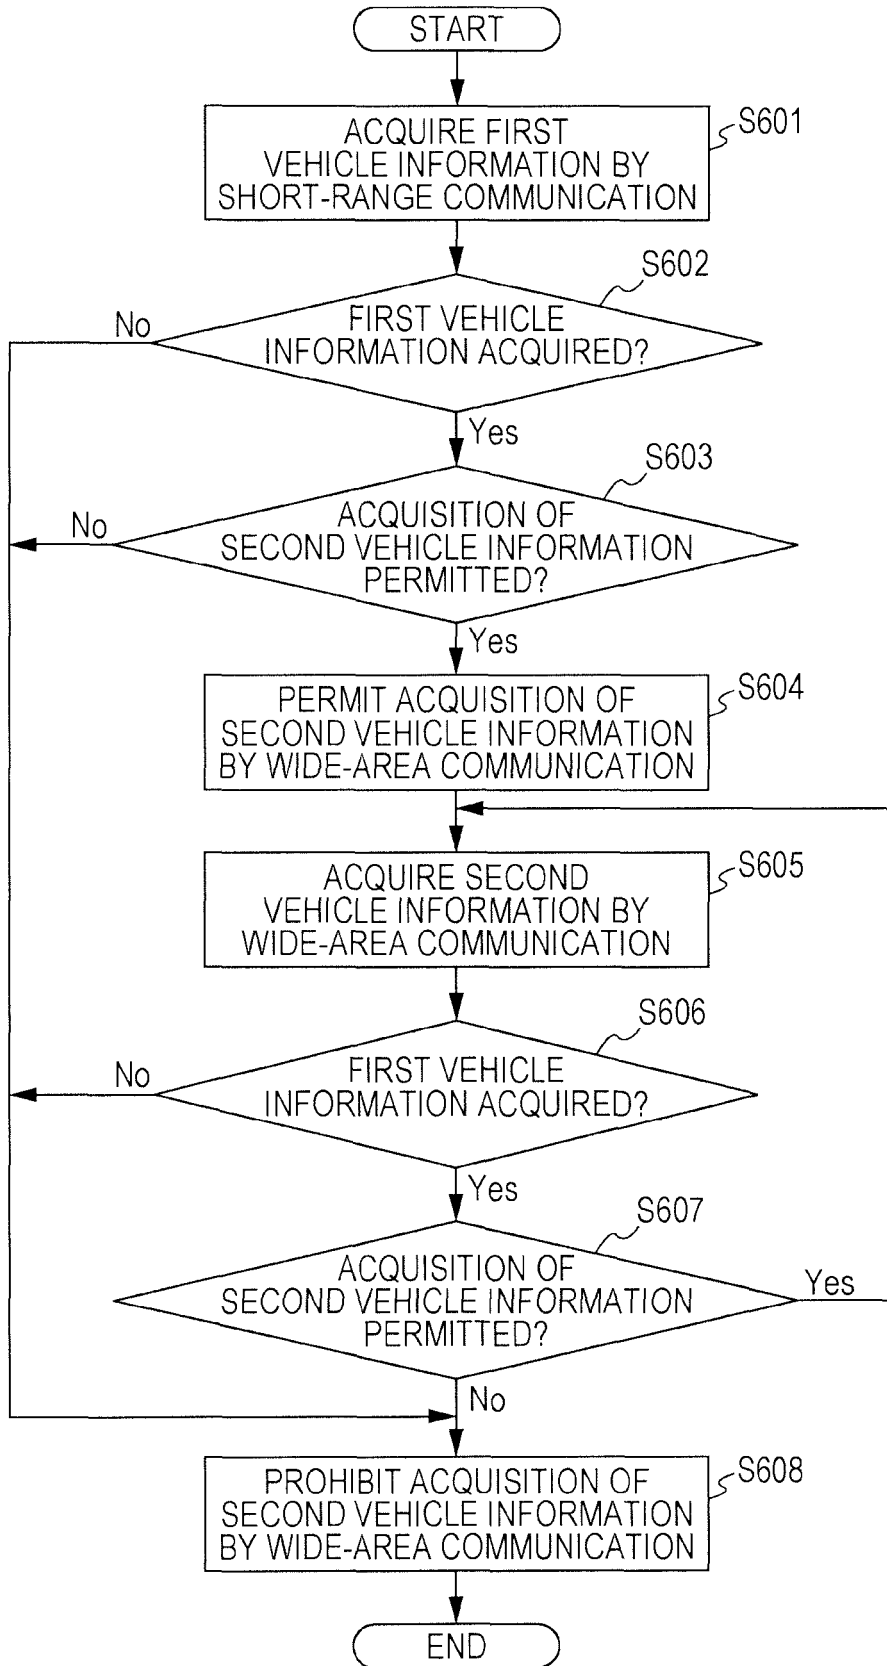 START
ACQUIRE FIRST
VEHICLE INFORMATION BY
SHORT-RANGE COMMUNICATION
S601
S602
FIRST VEHICLE
INFORMATION ACQUIRED?
No
Yes
S603
ACQUISITION OF
SECOND VEHICLE INFORMATION
PERMITTED?
No
Yes
S604
PERMIT ACQUISITION OF
SECOND VEHICLE INFORMATION
BY WIDE-AREA COMMUNICATION
S605
ACQUIRE SECOND
VEHICLE INFORMATION BY
WIDE-AREA COMMUNICATION
S606
FIRST VEHICLE
INFORMATION ACQUIRED?
No
Yes
S607
ACQUISITION OF
SECOND VEHICLE INFORMATION
PERMITTED?
Yes
No
S608
PROHIBIT ACQUISITION OF
SECOND VEHICLE INFORMATION
BY WIDE-AREA COMMUNICATION
END